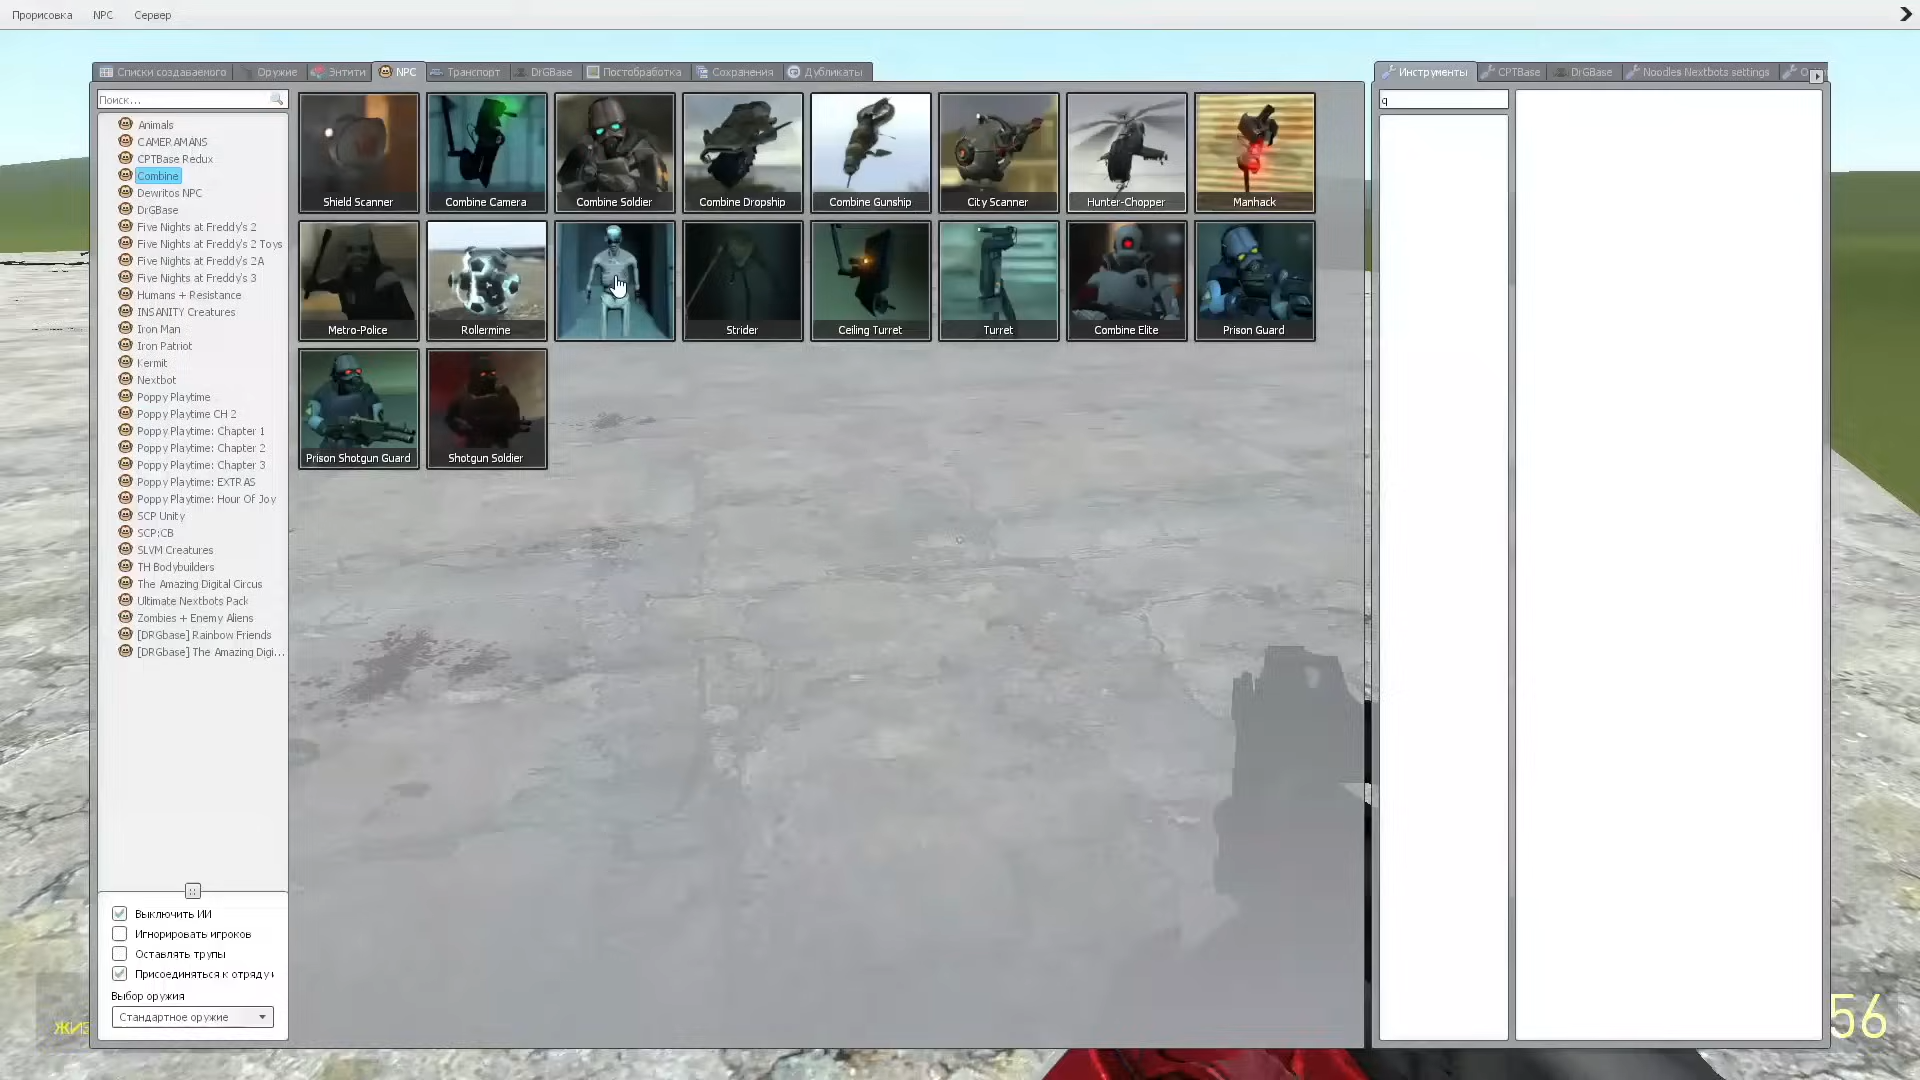 Прорисовка NPC Сервер
Списки создаваемого Оружие Энтити NPC Транспорт DrGBase Постобработка Сохранения Дубликаты
Инструменты CPTBase DrGBase Noodles Nextbots settings
Поиск...
q
Animals
CAMERAMANS
CPTBase Redux
Combine
Dewritos NPC
DrGBase
Five Nights at Freddy's 2
Five Nights at Freddy's 2 Toys
Five Nights at Freddy's 2A
Five Nights at Freddy's 3
Humans + Resistance
INSANITY Creatures
Iron Man
Iron Patriot
Kermit
Nextbot
Poppy Playtime
Poppy Playtime CH 2
Poppy Playtime: Chapter 1
Poppy Playtime: Chapter 2
Poppy Playtime: Chapter 3
Poppy Playtime: EXTRAS
Poppy Playtime: Hour Of Joy
SCP Unity
SCP:CB
SLVM Creatures
TH Bodybuilders
The Amazing Digital Circus
Ultimate Nextbots Pack
Zombies + Enemy Aliens
[DRGbase] Rainbow Friends
[DRGbase] The Amazing Digi...
Shield Scanner Combine Camera Combine Soldier Combine Dropship Combine Gunship City Scanner Hunter-Chopper Manhack
Metro-Police Rollermine Strider Ceiling Turret Turret Combine Elite Prison Guard
Prison Shotgun Guard Shotgun Soldier
Выключить ИИ
Игнорировать игроков
Оставлять трупы
Присоединяться к отряду
Выбор оружия
Стандартное оружие
56